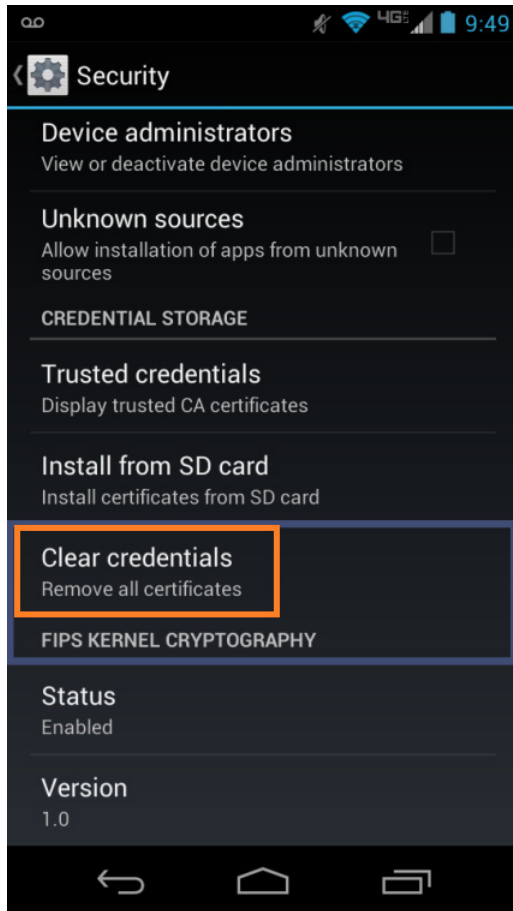 4G 9:49
Security
Device administrators
View or deactivate device administrators
Unknown sources
Allow installation of apps from unknown
sources
CREDENTIAL STORAGE
Trusted credentials
Display trusted CA certificates
Install from SD card
Install certificates from SD card
Clear credentials
Remove all certificates
FIPS KERNEL CRYPTOGRAPHY
Status
Enabled
Version
1.0